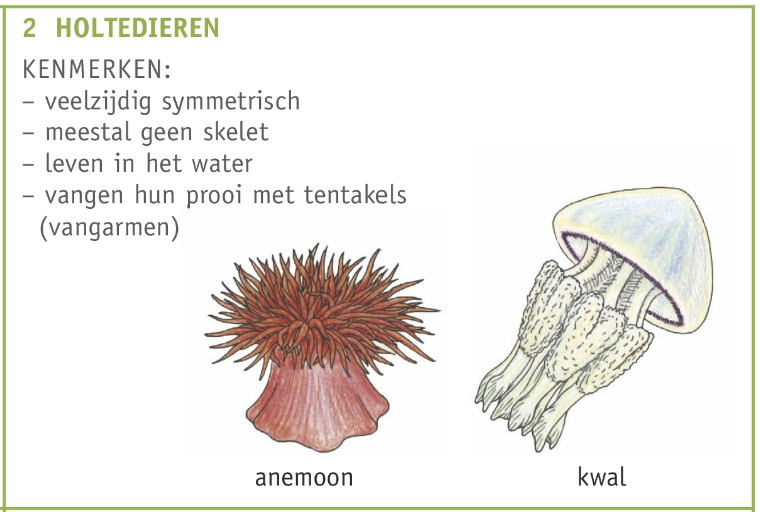 2 HOLTEDIEREN
KENMERKEN:
– veelzijdig symmetrisch
– meestal geen skelet
– leven in het water
– vangen hun prooi met tentakels
(vangarmen)
anemoon
kwal